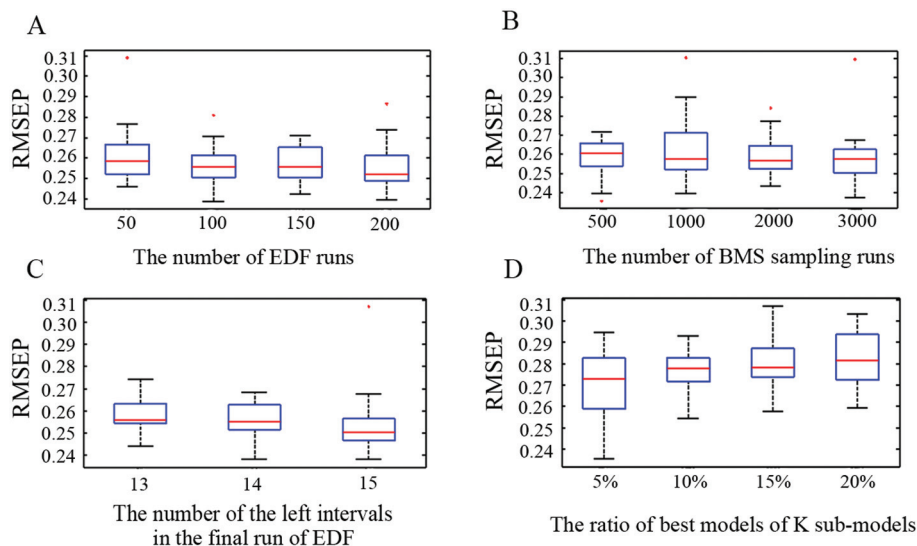 A
0.31
0.30
0.29
0.28
0.27
0.26
0.25
0.24
RMSEP
50 100 150 200
The number of EDF runs
B
0.31
0.30
0.29
0.28
0.27
0.26
0.25
0.24
RMSEP
500 1000 2000 3000
The number of BMS sampling runs
C
0.31
0.30
0.29
0.28
0.27
0.26
0.25
0.24
RMSEP
13 14 15
The number of the left intervals
in the final run of EDF
D
0.31
0.30
0.29
0.28
0.27
0.26
0.25
0.24
RMSEP
5% 10% 15% 20%
The ratio of best models of K sub-models